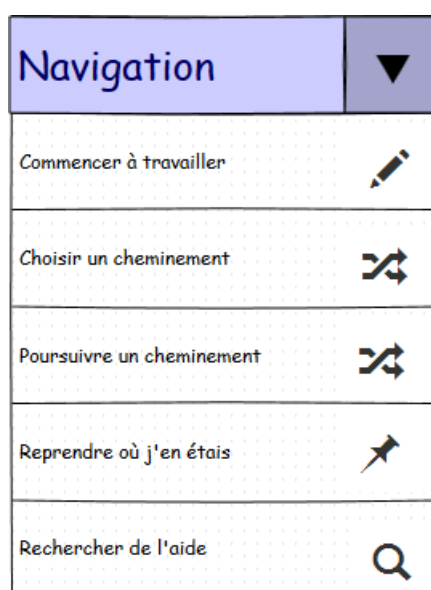 Navigation
Commencer à travailler
Choisir un cheminement
Poursuivre un cheminement
Reprendre où j'en étais
Rechercher de l'aide